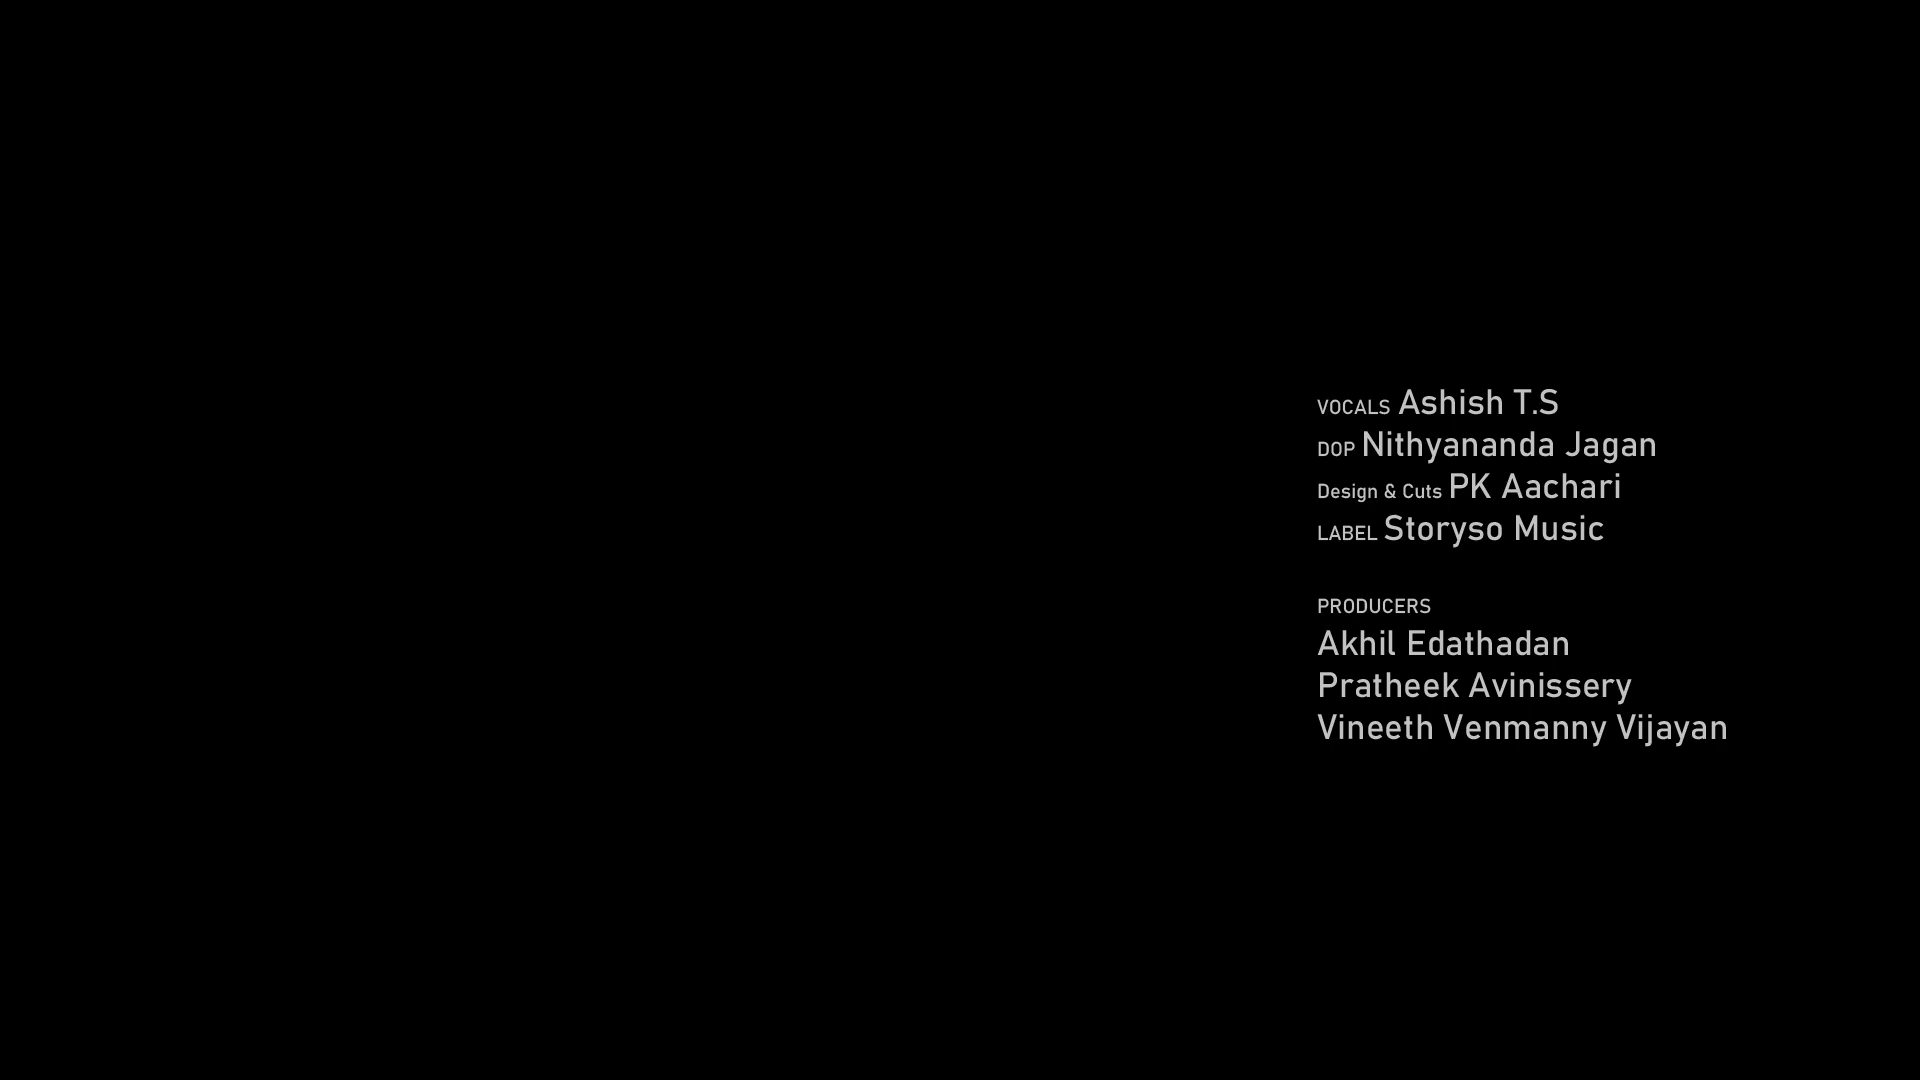 VOCALS Ashish T.S
DOP Nithyananda Jagan
Design & Cuts PK Aachari
LABEL Storyso Music
PRODUCERS
Akhil Edathadan
Pratheek Avinissery
Vineeth Venmanny Vijayan